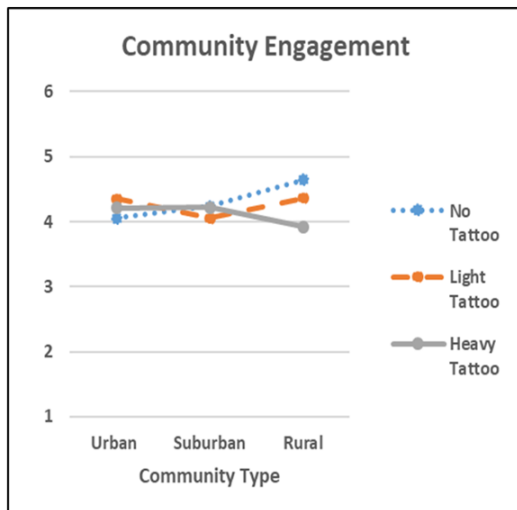 Community Engagement
6
5
4
3
2
1
Urban Suburban Rural
Community Type
No
Tattoo
Light
Tattoo
Heavy
Tattoo